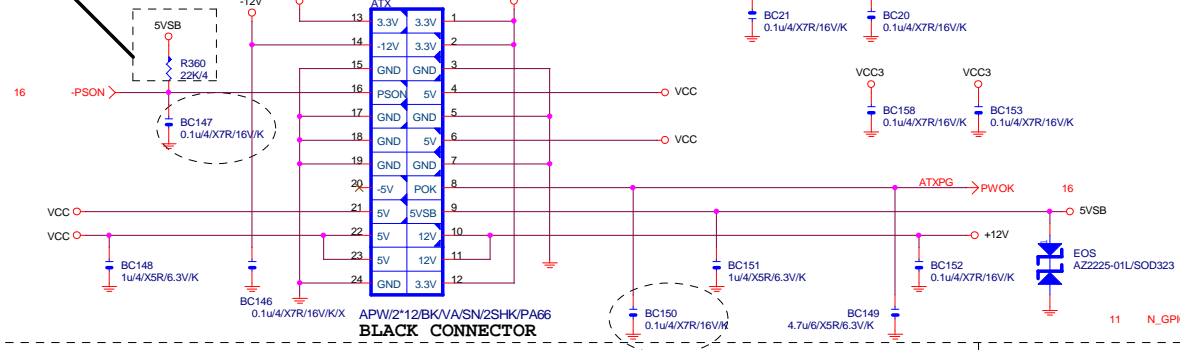 -12V
ATX
5VSB
R360
22K/4
16
-PSON
BC147
0.1u/4/X7R/16V/K
13 3.3V 3.3V 1
14 -12V 3.3V 2
15 GND GND 3
16 PSON 5V 4 VCC
17 GND GND 5
18 GND 5V 6 VCC
19 GND GND 7
20 -5V POK 8 ATXPG PWOK 16
VCC 21 5V 5VSB 9 5VSB
VCC 22 5V 12V 10 +12V
23 5V 12V 11
24 GND 3.3V 12
BC21
0.1u/4/X7R/16V/K
BC20
0.1u/4/X7R/16V/K
VCC3
VCC3
BC158
0.1u/4/X7R/16V/K
BC153
0.1u/4/X7R/16V/K
BC148
1u/4/X5R/6.3V/K
BC146
0.1u/4/X7R/16V/K/X
BC151
1u/4/X5R/6.3V/K
BC152
0.1u/4/X7R/16V/K
EOS
AZ2225-01L/SOD323
APW/2*12/BK/VA/SN/2SHK/PA66
BLACK CONNECTOR
BC150
0.1u/4/X7R/16V/K
BC149
4.7u/6/X5R/6.3V/K
11 N_GPI